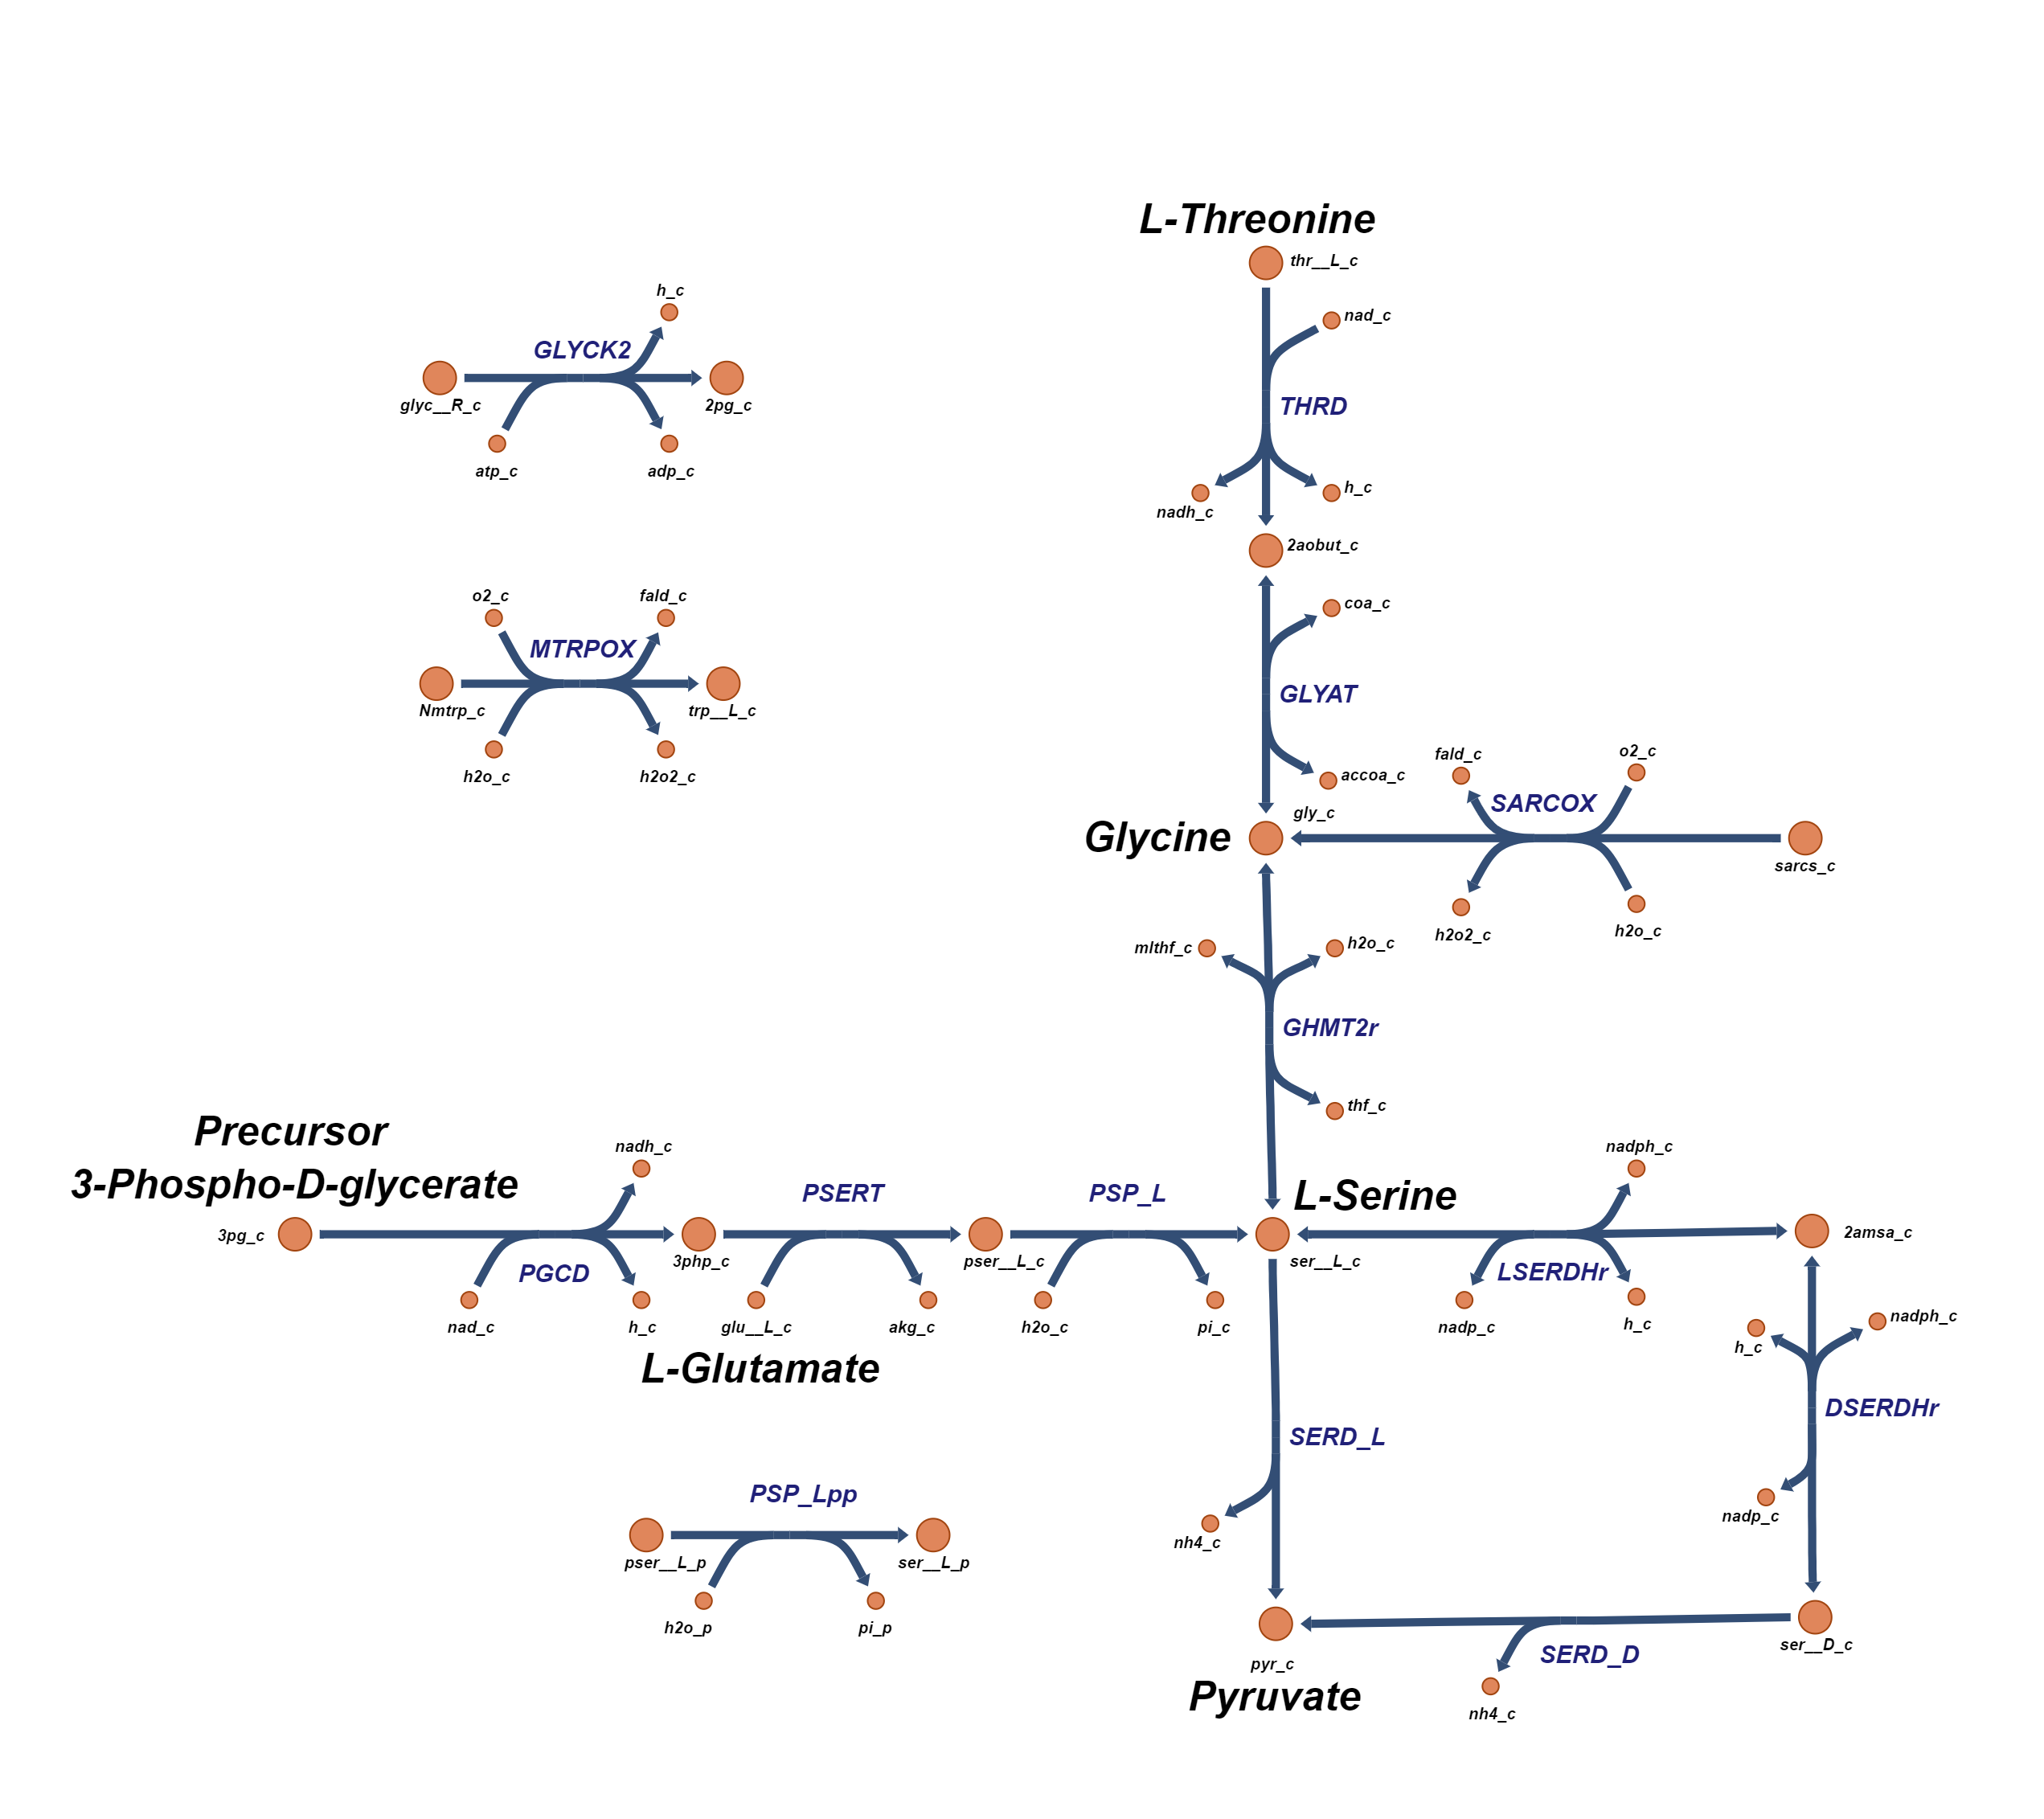 L-Threonine
thr__L_c
nad_c
THRD
nadh_c
h_c
2aobut_c
coa_c
GLYAT
accoa_c
gly_c
Glycine
h_c
GLYCK2
glyc__R_c
2pg_c
atp_c
adp_c
o2_c
fald_c
MTRPOX
Nmtrp_c
trp__L_c
h2o_c
h2o2_c
fald_c
o2_c
SARCOX
sarcs_c
h2o2_c
h2o_c
mlthf_c
h2o_c
GHMT2r
thf_c
Precursor
3-Phospho-D-glycerate
3pg_c
nadh_c
PGCD
nad_c
h_c
3php_c
PSERT
glu__L_c
akg_c
L-Glutamate
pser__L_c
PSP_L
h2o_c
pi_c
L-Serine
ser__L_c
nadph_c
LSERDHr
nadp_c
h_c
2amsa_c
h_c
nadph_c
DSERDHr
nadp_c
SERD_L
nh4_c
PSP_Lpp
pser__L_p
ser__L_p
h2o_p
pi_p
ser__D_c
SERD_D
nh4_c
pyr_c
Pyruvate